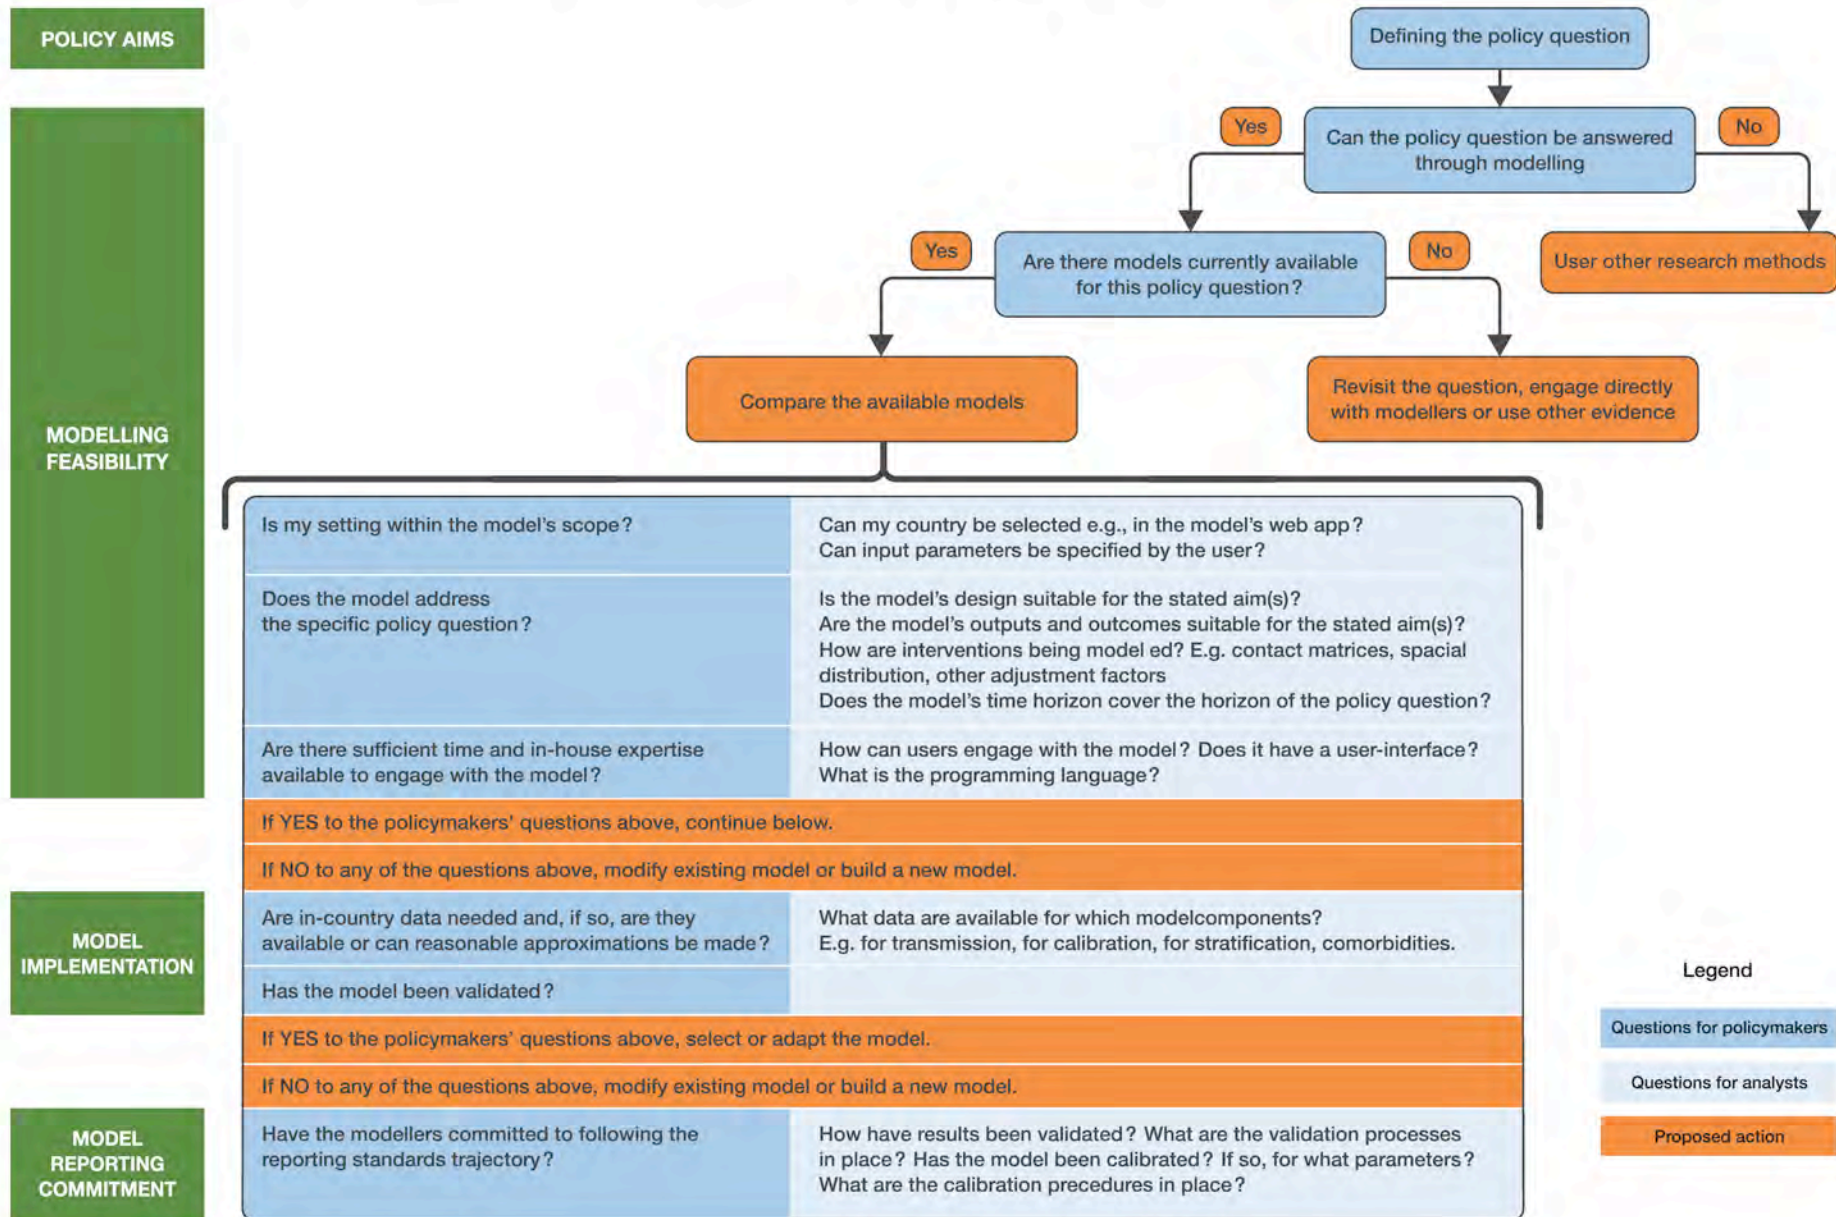 POLICY AIMS
Defining the policy question
Yes
Can the policy question be answered
through modelling
No
Yes
Are there models currently available
for this policy question?
No
User other research methods
Compare the available models
Revisit the question, engage directly
with modellers or use other evidence
MODELLING
FEASIBILITY
Is my setting within the model's scope?
Can my country be selected e.g., in the model's web app?
Can input parameters be specified by the user?
Does the model address
the specific policy question?
Is the model's design suitable for the stated aim(s)?
Are the model's outputs and outcomes suitable for the stated aim(s)?
How are interventions being model ed? E.g. contact matrices, spacial
distribution, other adjustment factors
Does the model's time horizon cover the horizon of the policy question?
Are there sufficient time and in-house expertise
available to engage with the model?
How can users engage with the model? Does it have a user-interface?
What is the programming language?
If YES to the policymakers' questions above, continue below.
If NO to any of the questions above, modify existing model or build a new model.
MODEL
IMPLEMENTATION
Are in-country data needed and, if so, are they
available or can reasonable approximations be made?
What data are available for which modelcomponents?
E.g. for transmission, for calibration, for stratification, comorbidities.
Has the model been validated?
If YES to the policymakers' questions above, select or adapt the model.
If NO to any of the questions above, modify existing model or build a new model.
MODEL
REPORTING
COMMITMENT
Have the modellers committed to following the
reporting standards trajectory?
How have results been validated? What are the validation processes
in place? Has the model been calibrated? If so, for what parameters?
What are the calibration precedures in place?
Legend
Questions for policymakers
Questions for analysts
Proposed action